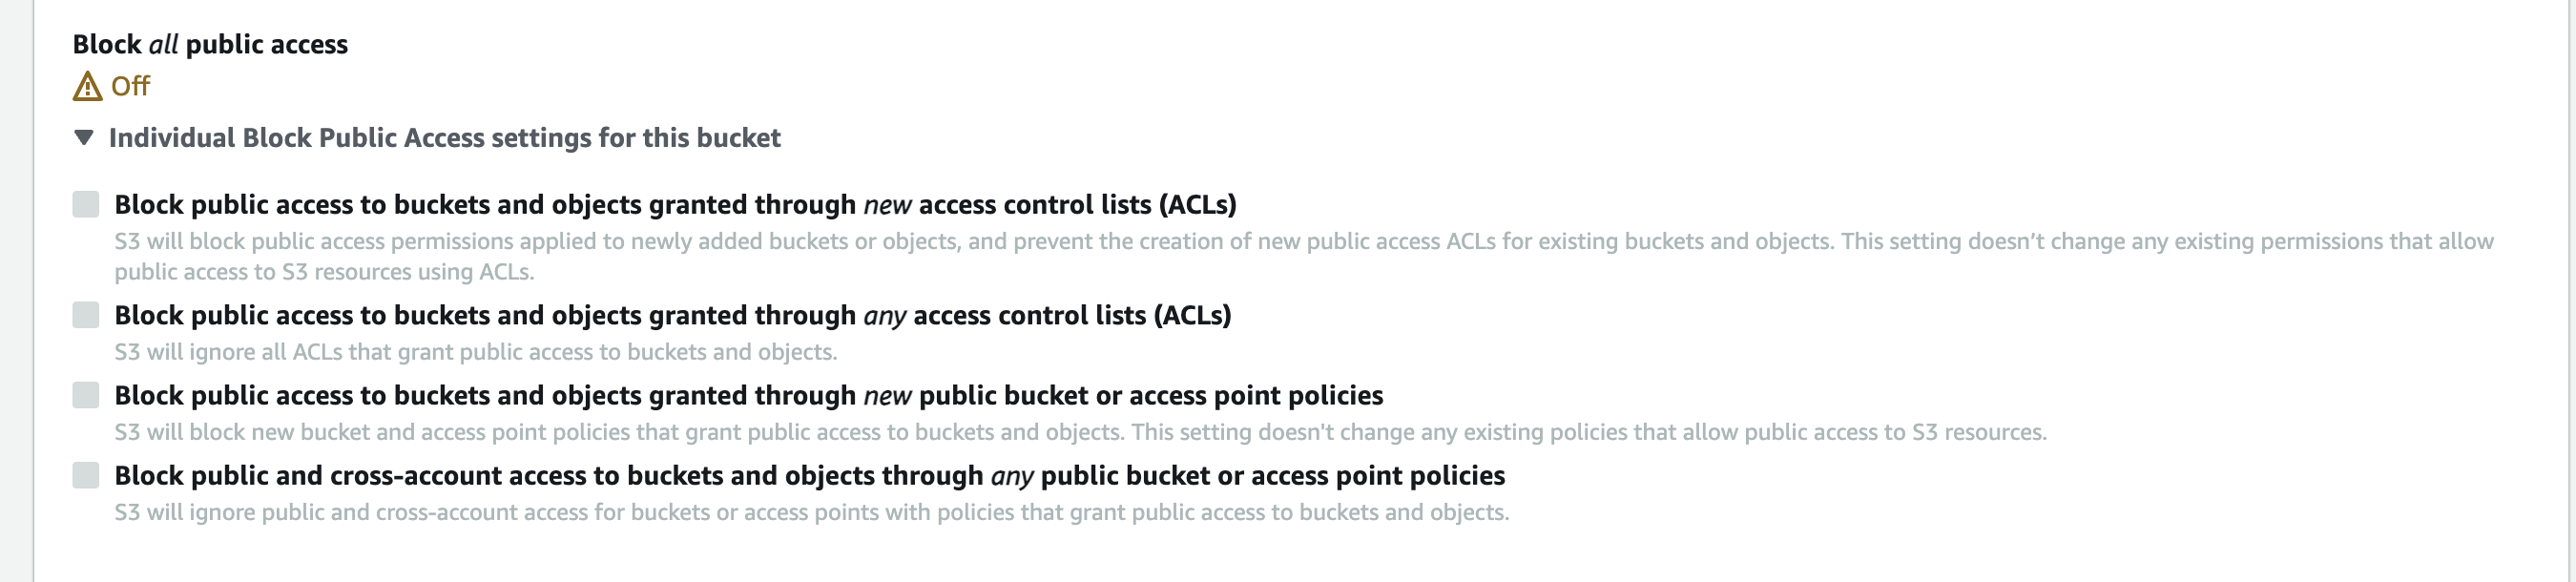 Block all public access
Off
Individual Block Public Access settings for this bucket
Block public access to buckets and objects granted through new access control lists (ACLs)
S3 will block public access permissions applied to newly added buckets or objects, and prevent the creation of new public access ACLs for existing buckets and objects. This setting doesn’t change any existing permissions that allow
public access to S3 resources using ACLs.
Block public access to buckets and objects granted through any access control lists (ACLs)
S3 will ignore all ACLs that grant public access to buckets and objects.
Block public access to buckets and objects granted through new public bucket or access point policies
S3 will block new bucket and access point policies that grant public access to buckets and objects. This setting doesn't change any existing policies that allow public access to S3 resources.
Block public and cross-account access to buckets and objects through any public bucket or access point policies
S3 will ignore public and cross-account access for buckets or access points with policies that grant public access to buckets and objects.